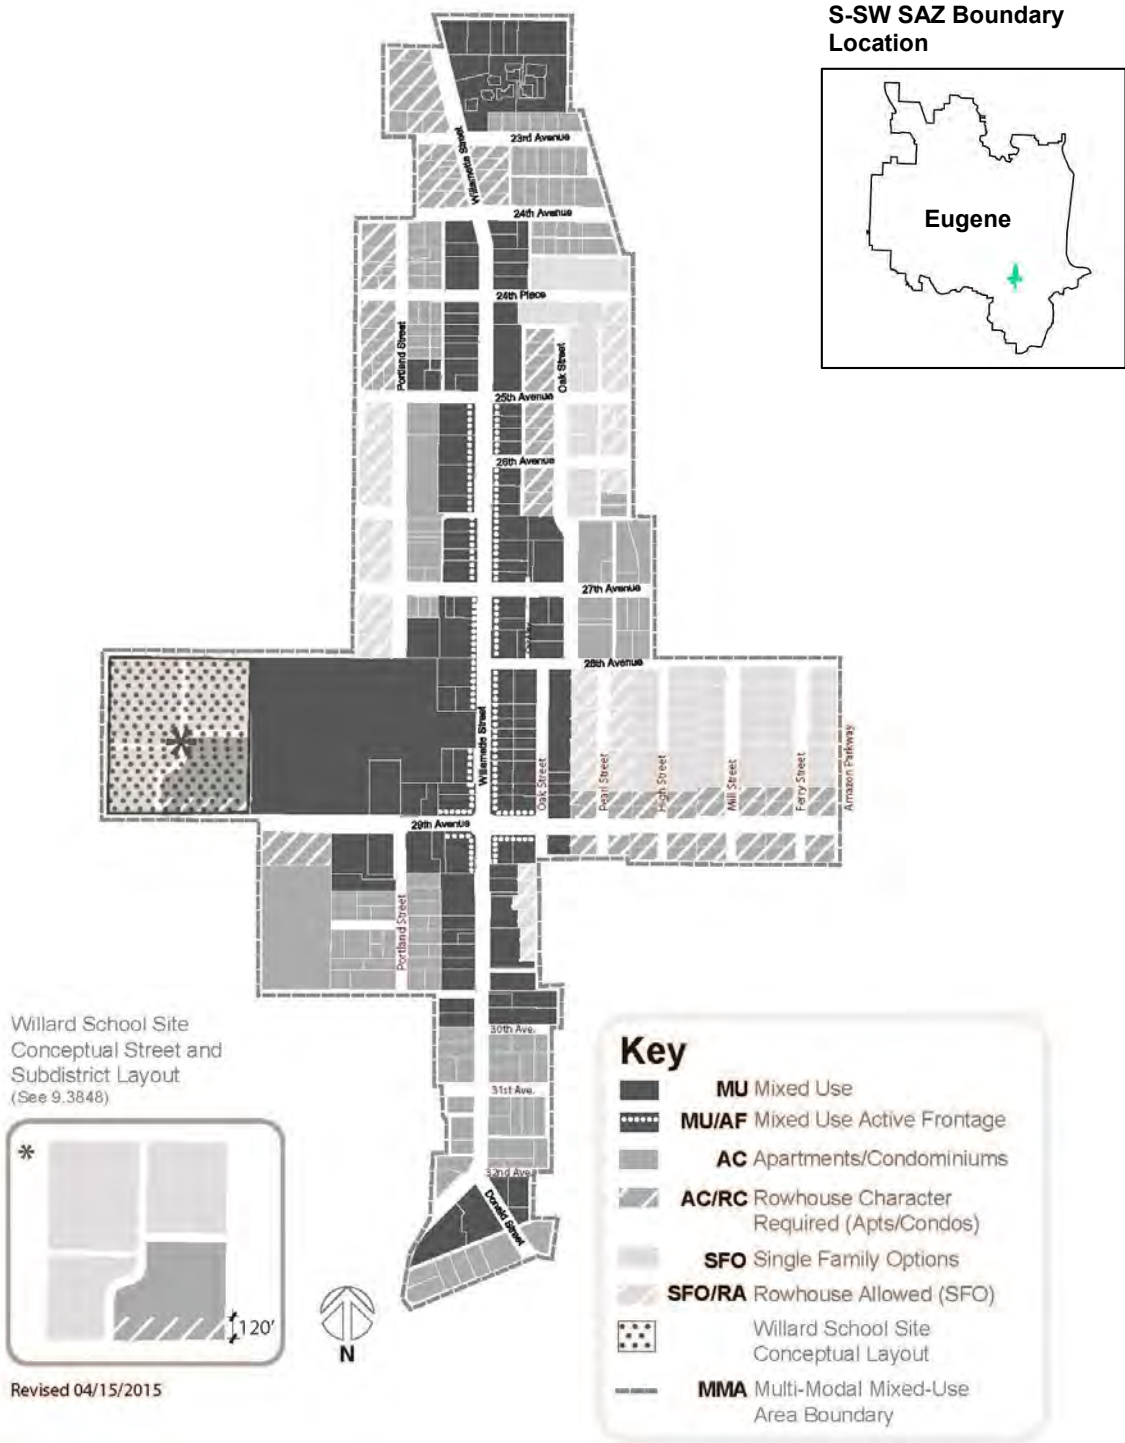 S-SW SAZ Boundary
Location
Eugene
23rd Avenue
Willamette Street
24th Avenue
24th Place
Portland Street
Oak Street
25th Avenue
26th Avenue
27th Avenue
28th Avenue
Willamette Street
Oak Street
Pearl Street
High Street
Mill Street
Ferry Street
Amazon Parkway
*
29th Avenue
Portland Street
30th Ave.
31st Ave.
32nd Ave.
Donald Street
Willard School Site
Conceptual Street and
Subdistrict Layout
(See 9.3848)
*
120'
N
Revised 04/15/2015
Key
MU Mixed Use
MU/AF Mixed Use Active Frontage
AC Apartments/Condominiums
AC/RC Rowhouse Character
Required (Apts/Condos)
SFO Single Family Options
SFO/RA Rowhouse Allowed (SFO)
Willard School Site
Conceptual Layout
MMA Multi-Modal Mixed-Use
Area Boundary